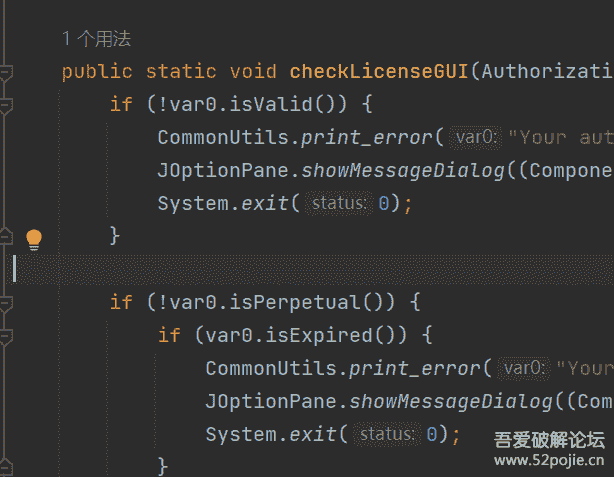 1 个用法
public static void checkLicenseGUI(Authorizati
if (!var0.isValid()) {
CommonUtils.print_error( var0: "Your aut
JOptionPane.showMessageDialog((Compone
System.exit( status: 0);
}
if (!var0.isPerpetual()) {
if (var0.isExpired()) {
CommonUtils.print_error( var0: "Your
JOptionPane.showMessageDialog((Com
System.exit( status: 0);
}
吾爱破解论坛
www.52pojie.cn